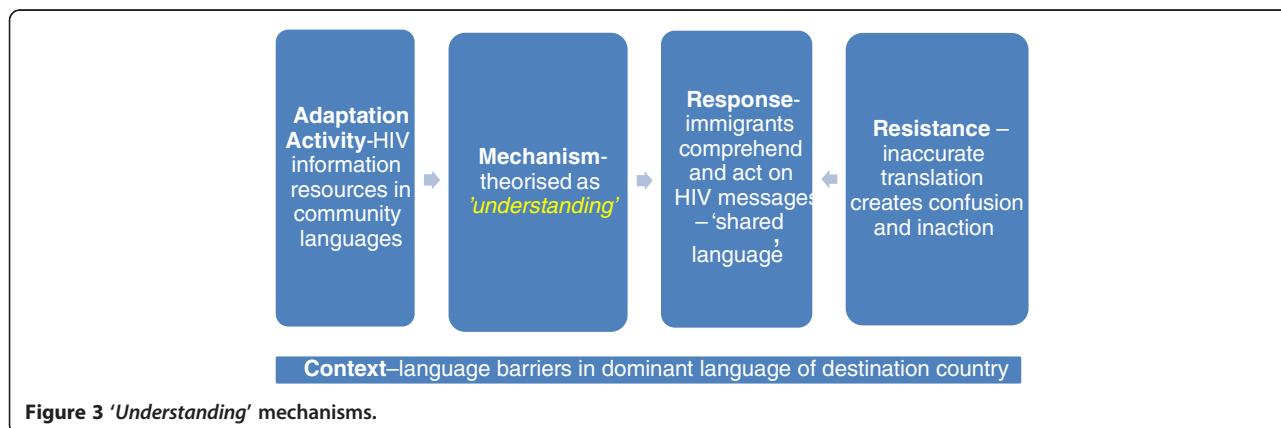 Adaptation
Activity-HIV
information
resources in
community
languages
Mechanism-
theorised as
'understanding'
Response-
immigrants
comprehend
and act on
HIV messages
– ‘shared
language’
Resistance –
inaccurate
translation
creates confusion
and inaction
Context–language barriers in dominant language of destination country
Figure 3 ‘Understanding’ mechanisms.